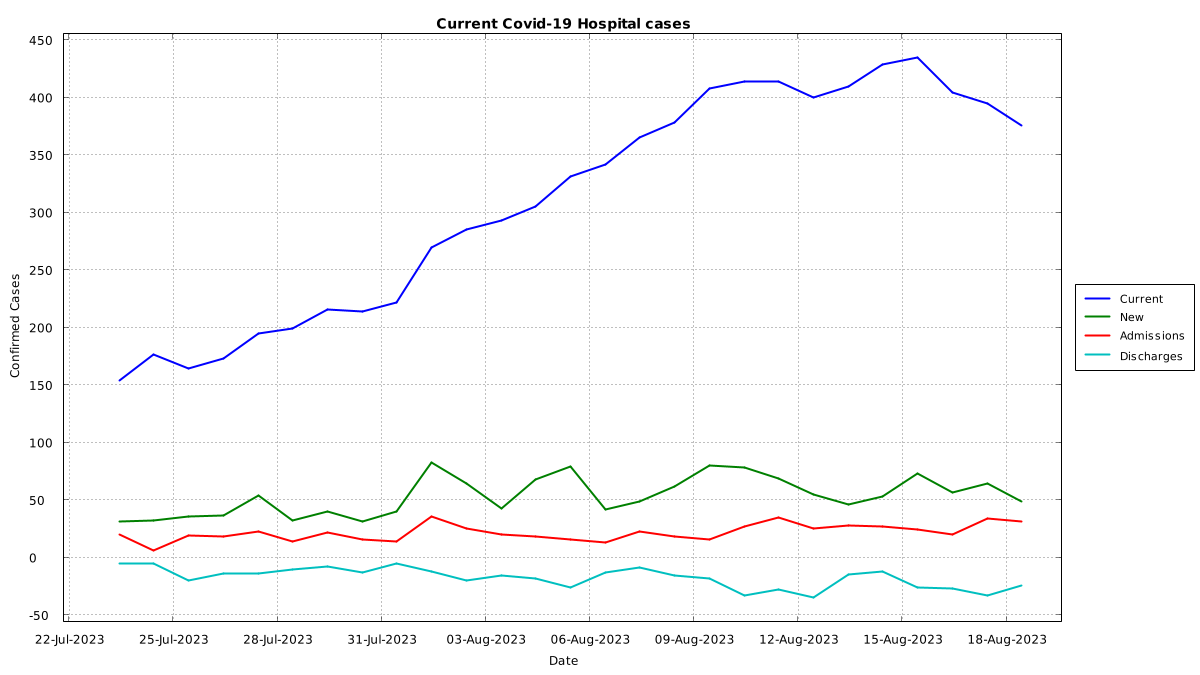 Current Covid-19 Hospital cases
450
400
350
300
250
200
150
100
50
0
-50
Confirmed Cases
22-Jul-2023 25-Jul-2023 28-Jul-2023 31-Jul-2023 03-Aug-2023 06-Aug-2023 09-Aug-2023 12-Aug-2023 15-Aug-2023 18-Aug-2023
Date
Current
New
Admissions
Discharges